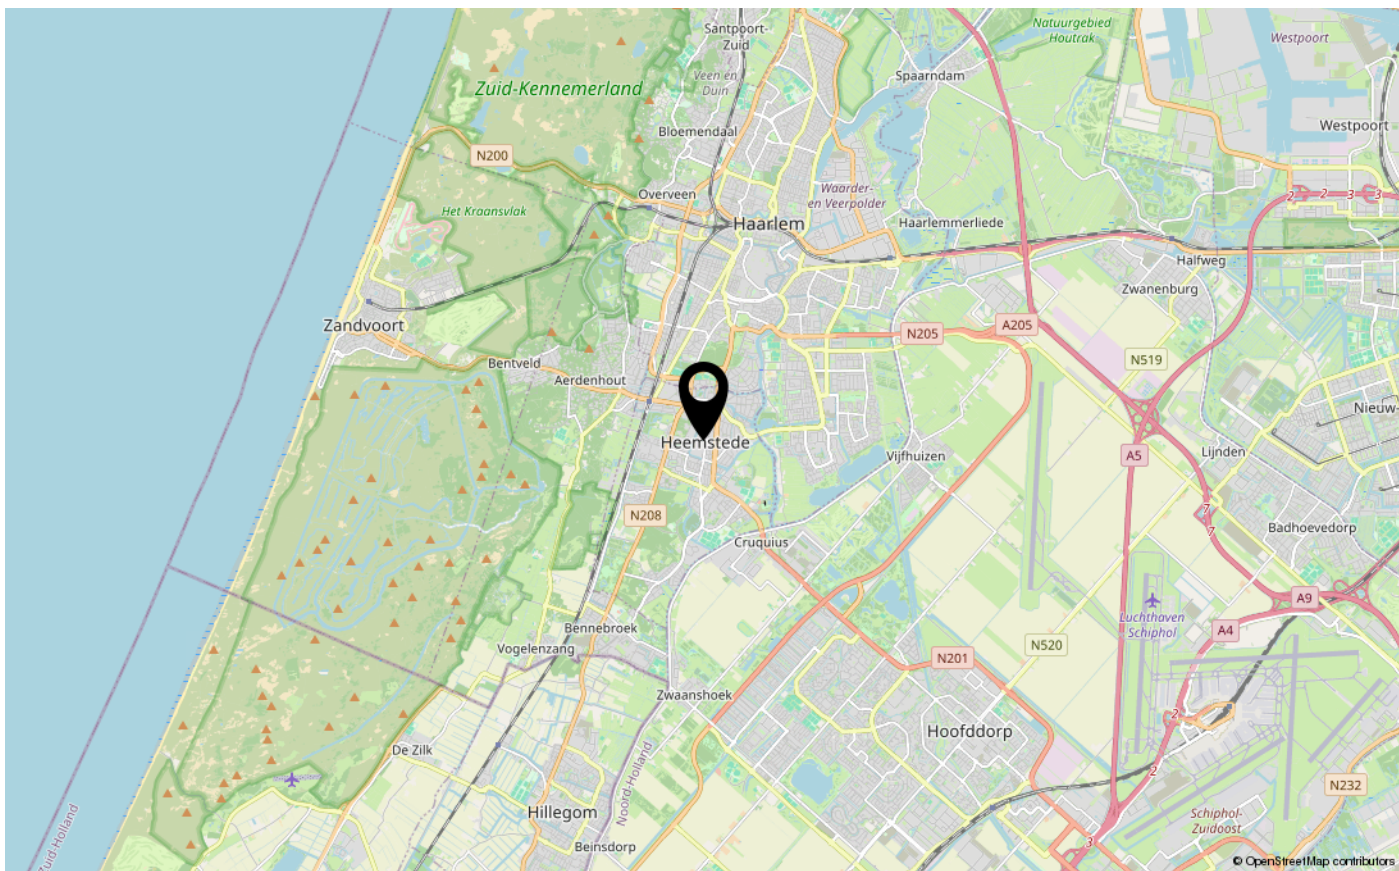 Santpoort-
Zuid
Natuurgebied
Houtrak
Westpoort
Veen en
Duin
Spaarndam
Zuid-Kennemerland
Bloemendaal
Westpoort
N200
Overveen
Waarder-
en Veerpolder
2
2
3
3
Het Kraansvlak
Haarlem
Haarlemmerliede
Halfweg
Zwanenburg
Zandvoort
N205
A205
N519
Bentveld
Aerdenhout
Nieuw-
Heemstede
Vijfhuizen
A5
Lijnden
7
7
N208
Badhoevedorp
Cruquius
A9
Luchthaven
Schiphol
A4
Bennebroek
Vogelenzang
N520
N201
Zwaanshoek
2
Hoofddorp
De Zilk
2
Noord-Holland
N232
Hillegom
Schiphol-
Zuidoost
Zuid-Holland
Beinsdorp
3
© OpenStreetMap contributors